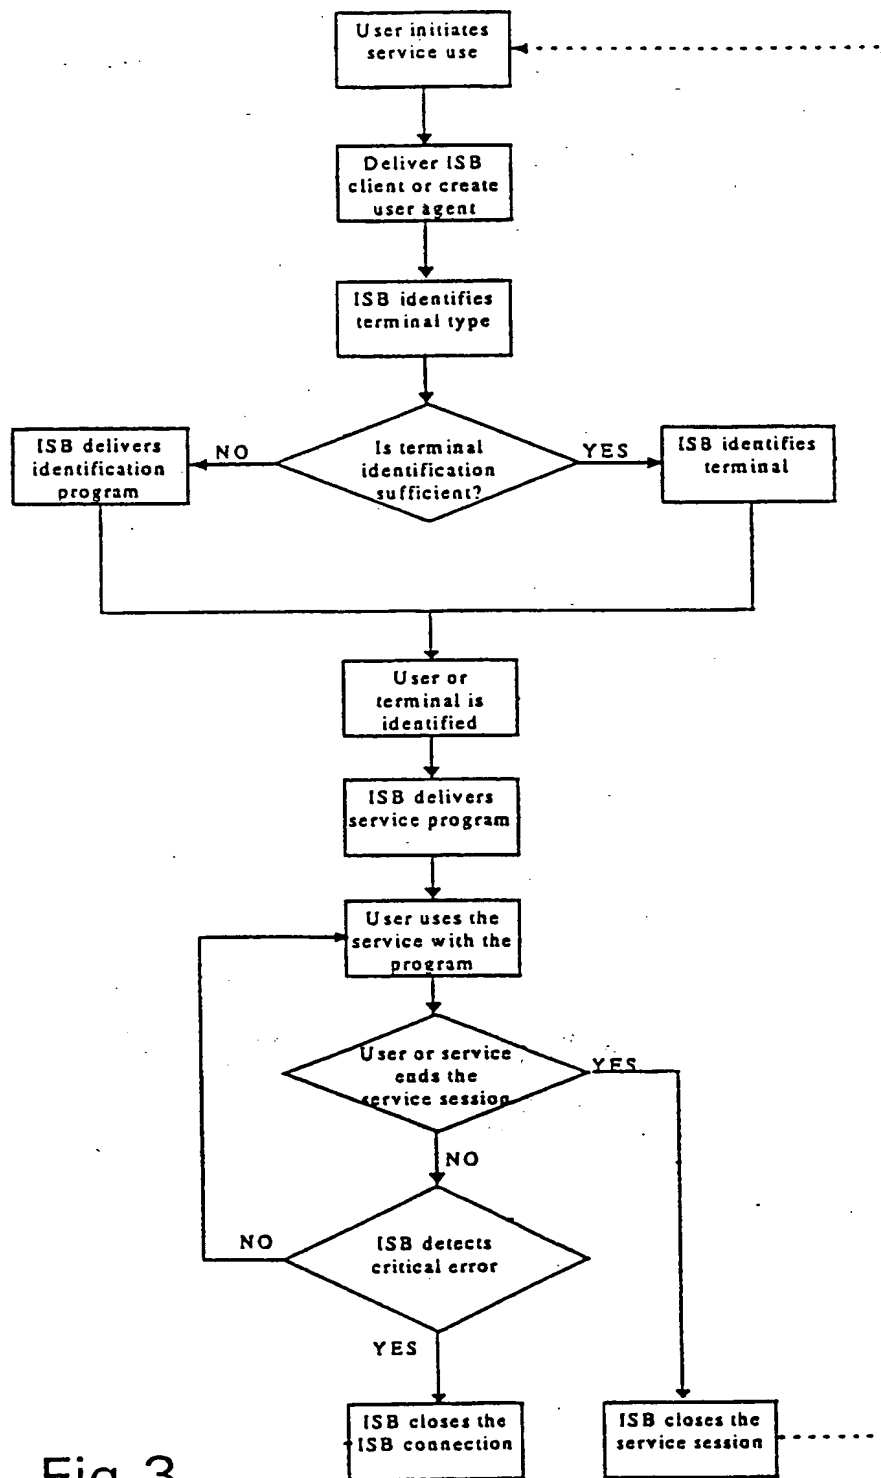 User initiates
service use
Deliver ISB
client or create
user agent
ISB identifies
terminal type
Is terminal
identification
sufficient?
NO
YES
ISB delivers
identification
program
ISB identifies
terminal
User or
terminal is
identified
ISB delivers
service program
User uses the
service with the
program
User or service
ends the
service session
YES
NO
ISB detects
critical error
NO
YES
ISB closes the
ISB connection
ISB closes the
service session
Fig. 3